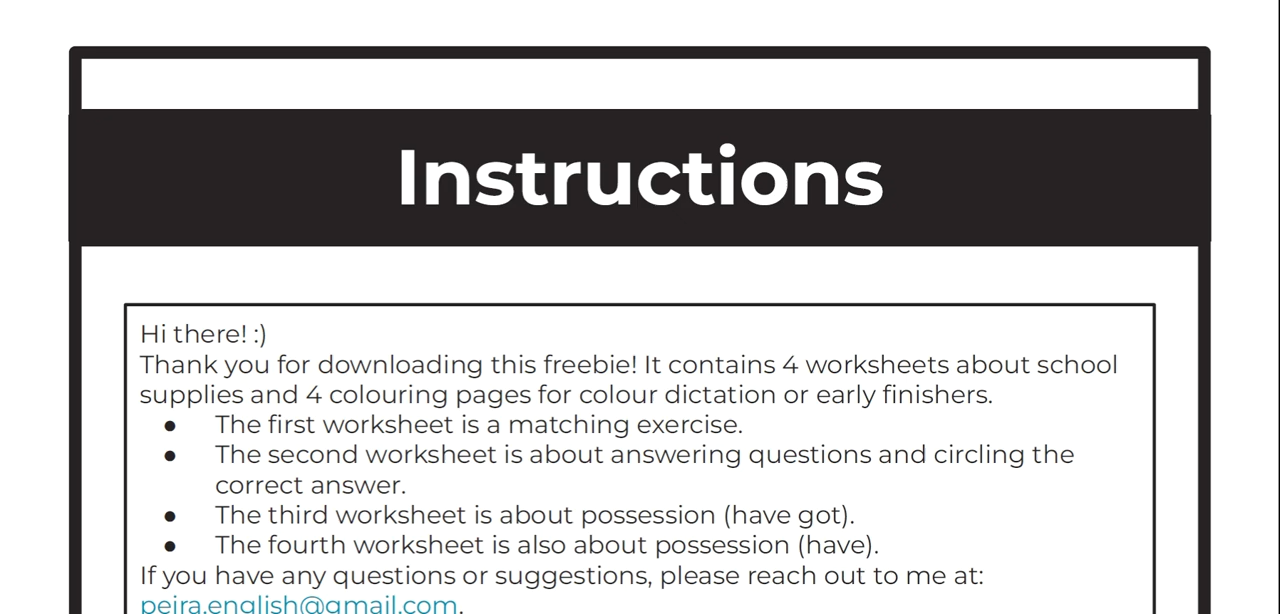 Instructions
Hi there! :)
Thank you for downloading this freebie! It contains 4 worksheets about school
supplies and 4 colouring pages for colour dictation or early finishers.
● The first worksheet is a matching exercise.
● The second worksheet is about answering questions and circling the
correct answer.
● The third worksheet is about possession (have got).
● The fourth worksheet is also about possession (have).
If you have any questions or suggestions, please reach out to me at:
peira.english@gmail.com.